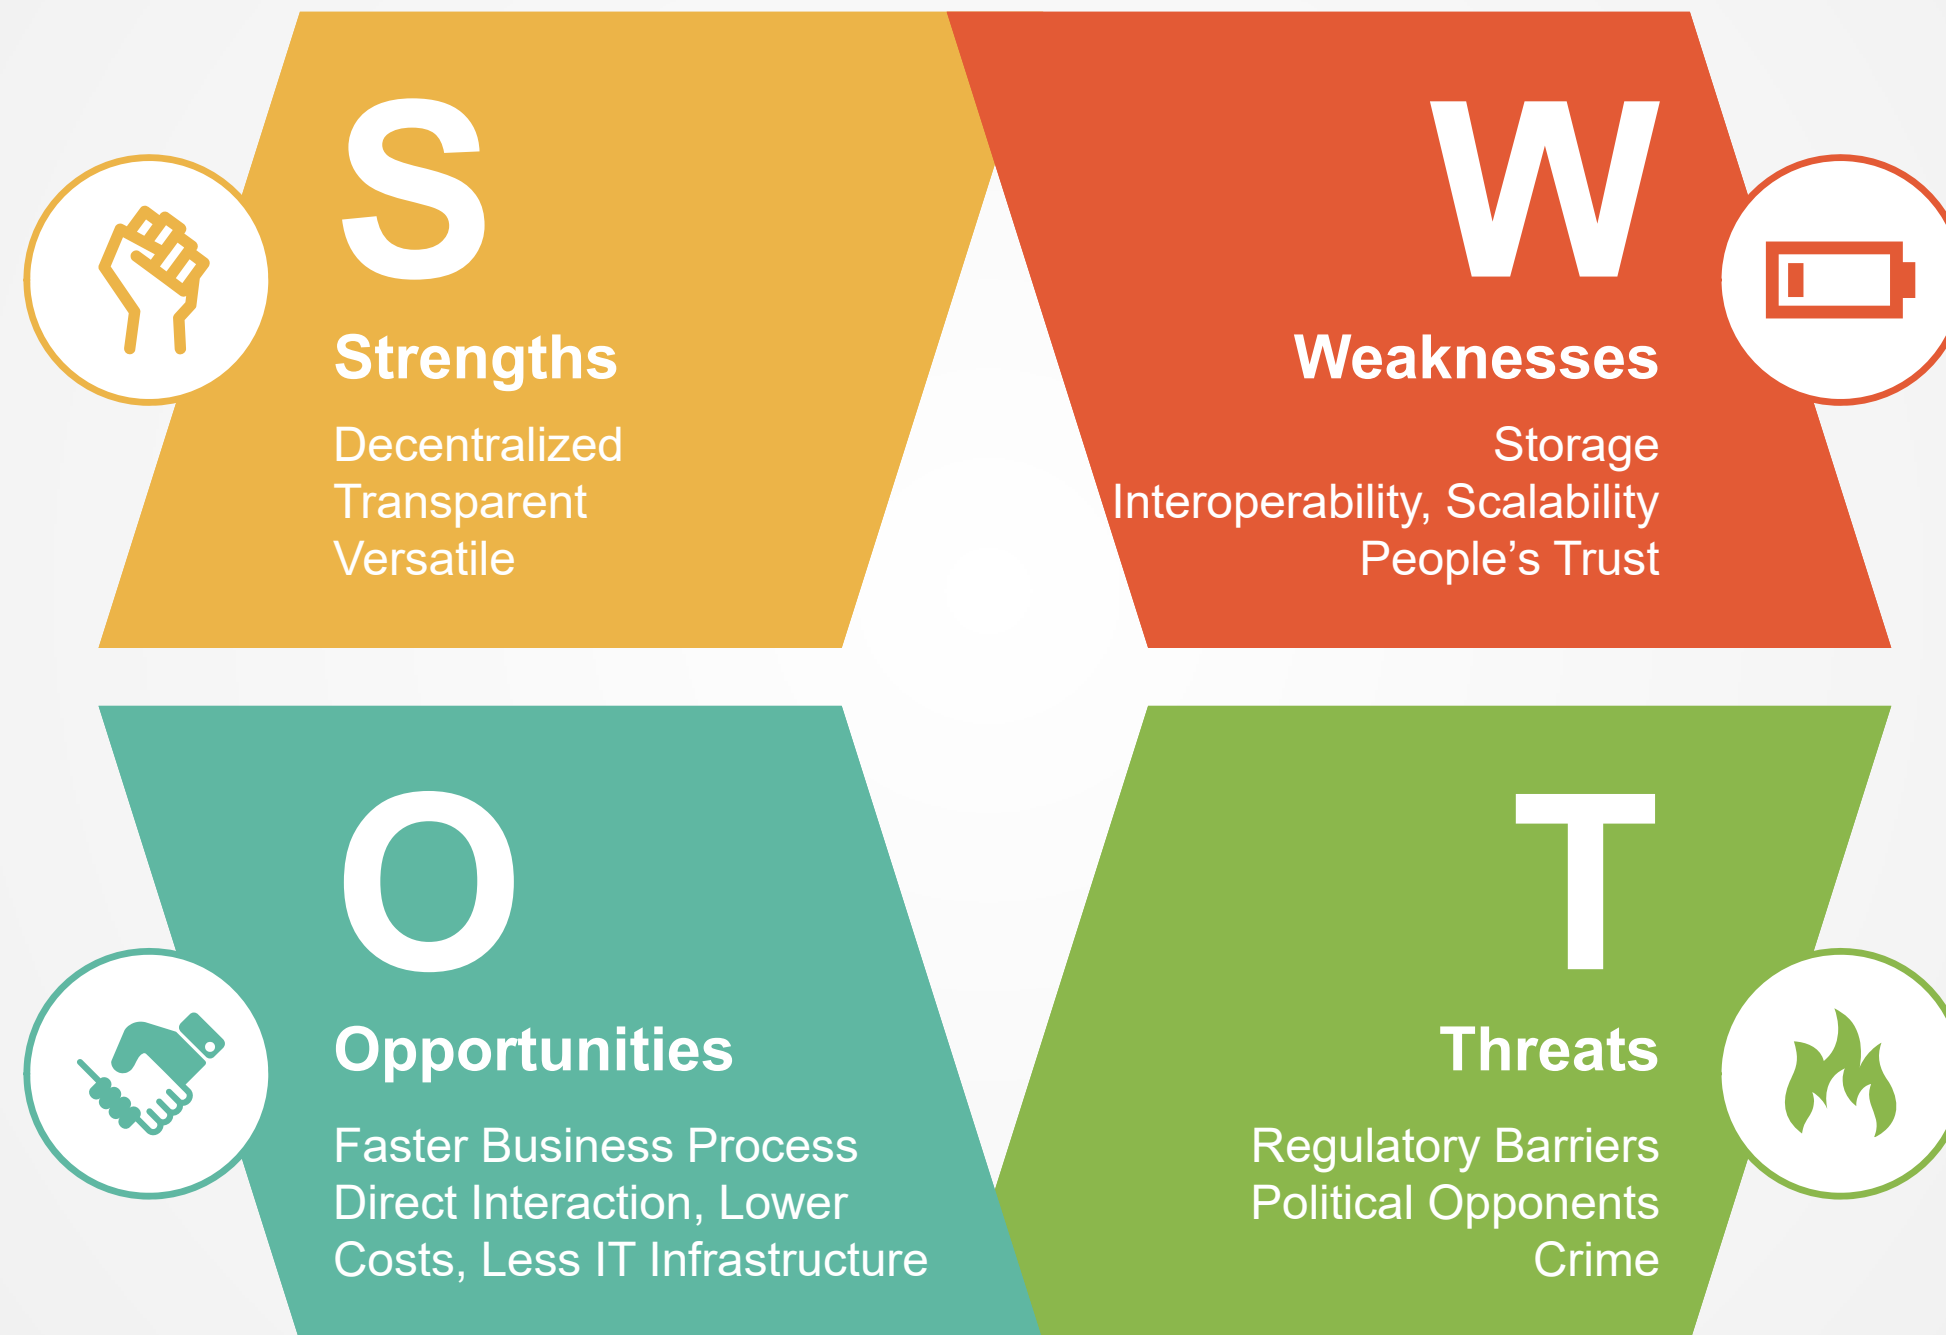 S
Strengths
Decentralized
Transparent
Versatile
W
Weaknesses
Storage
Interoperability, Scalability
People’s Trust
O
Opportunities
Faster Business Process
Direct Interaction, Lower
Costs, Less IT Infrastructure
T
Threats
Regulatory Barriers
Political Opponents
Crime